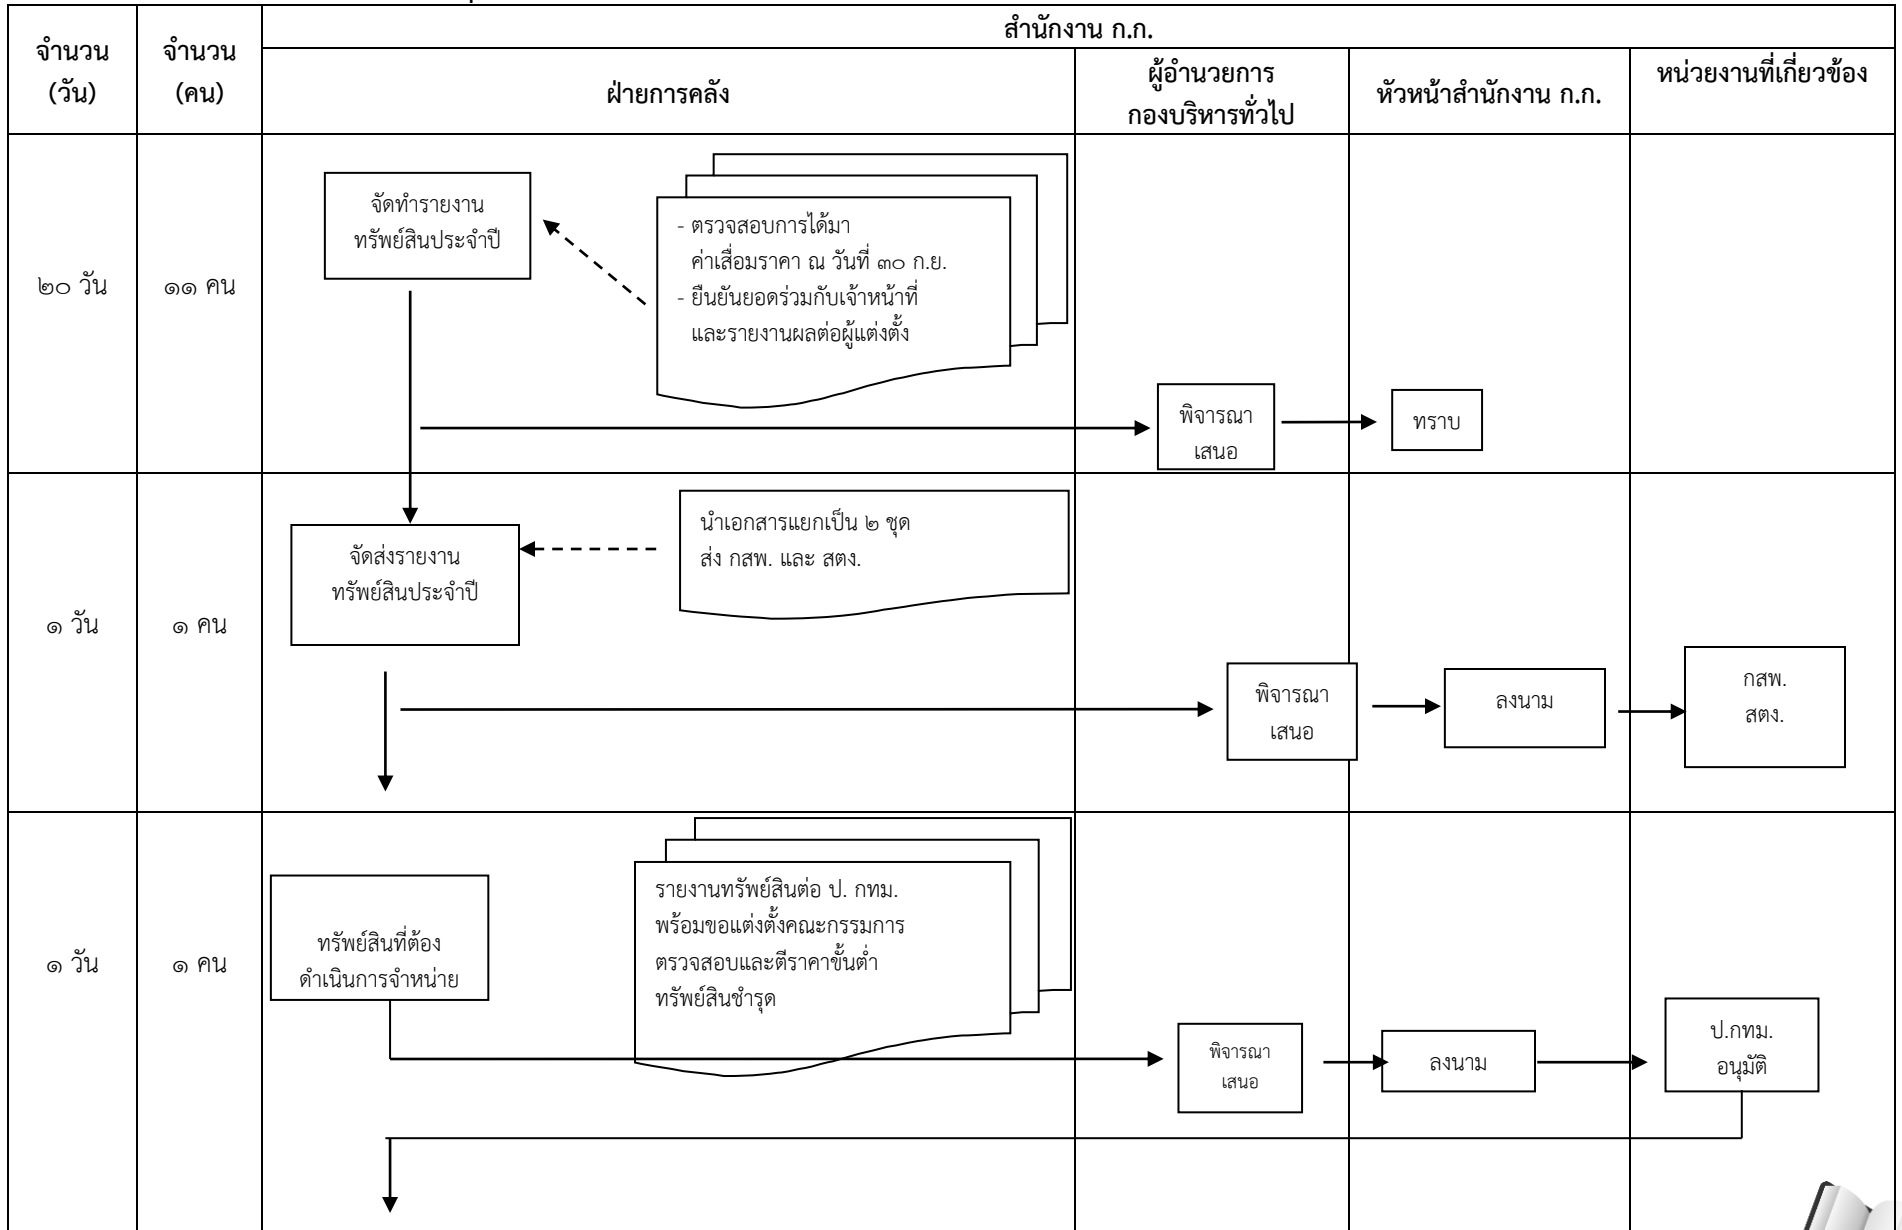 สำนักงาน ก.ก.
จำนวน
(วัน)
จำนวน
(คน)
ฝ่ายการคลัง
ผู้อำนวยการ
กองบริหารทั่วไป
หัวหน้าสำนักงาน ก.ก.
หน่วยงานที่เกี่ยวข้อง
๒๐ วัน
๑๑ คน
จัดทำรายงาน
ทรัพย์สินประจำปี
- ตรวจสอบการได้มา
ค่าเสื่อมราคา ณ วันที่ ๓๐ ก.ย.
- ยืนยันยอดร่วมกับเจ้าหน้าที่
และรายงานผลต่อผู้แต่งตั้ง
พิจารณา
เสนอ
ทราบ
๑ วัน
๑ คน
จัดส่งรายงาน
ทรัพย์สินประจำปี
นำเอกสารแยกเป็น ๒ ชุด
ส่ง กสพ. และ สตง.
พิจารณา
เสนอ
ลงนาม
กสพ.
สตง.
๑ วัน
๑ คน
ทรัพย์สินที่ต้อง
ดำเนินการจำหน่าย
รายงานทรัพย์สินต่อ ป. กทม.
พร้อมขอแต่งตั้งคณะกรรมการ
ตรวจสอบและตีราคาขั้นต่ำ
ทรัพย์สินชำรุด
พิจารณา
เสนอ
ลงนาม
ป.กทม.
อนุมัติ